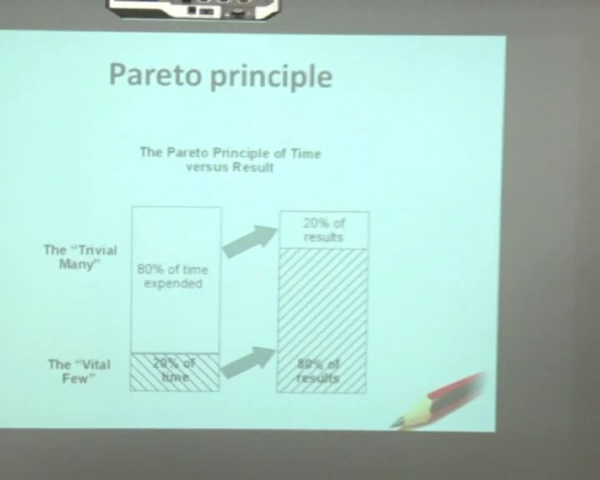 Pareto principle
The Pareto Principle of Time
versus Result
The "Trivial
Many"
80% of time
expended
20% of
results
The "Vital
Few"
20% of
time
80% of
results